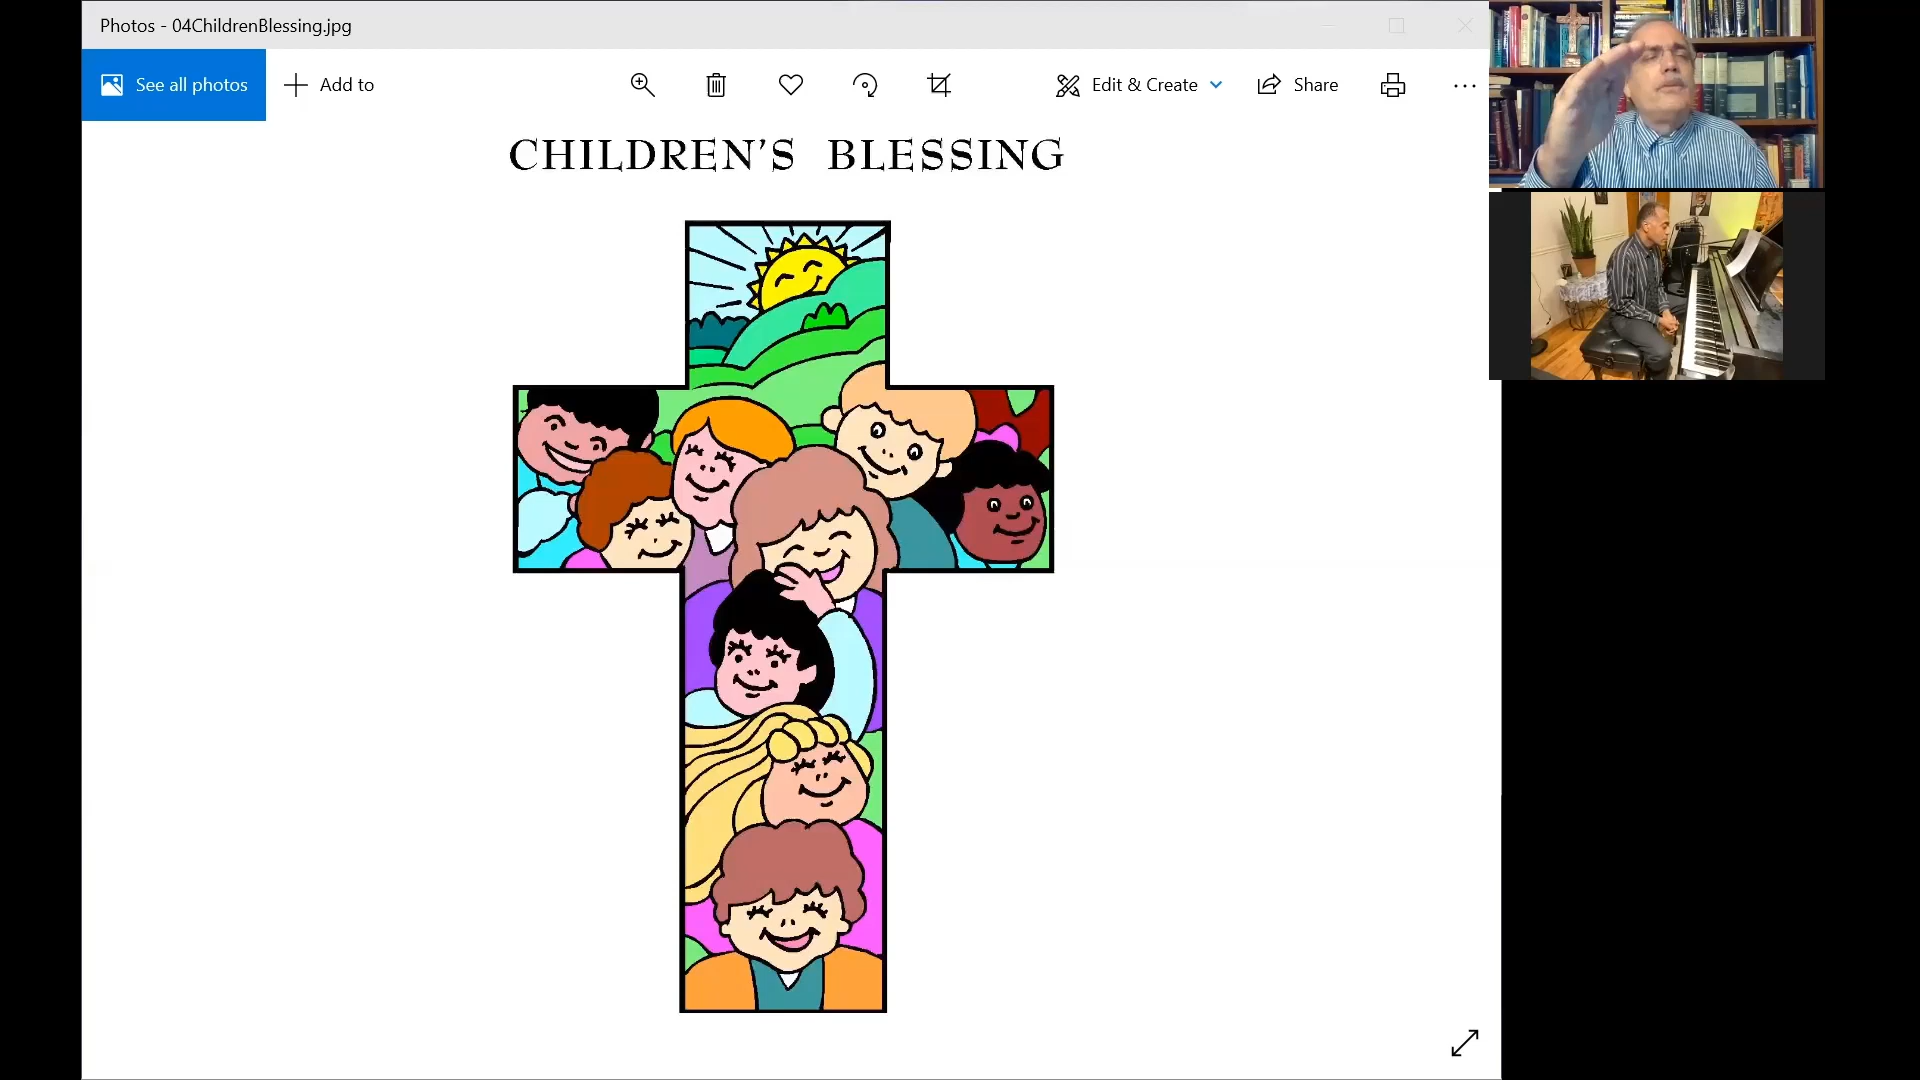 Photos - 04ChildrenBlessing.jpg
See all photos
Add to
Edit & Create
Share
CHILDREN'S BLESSING